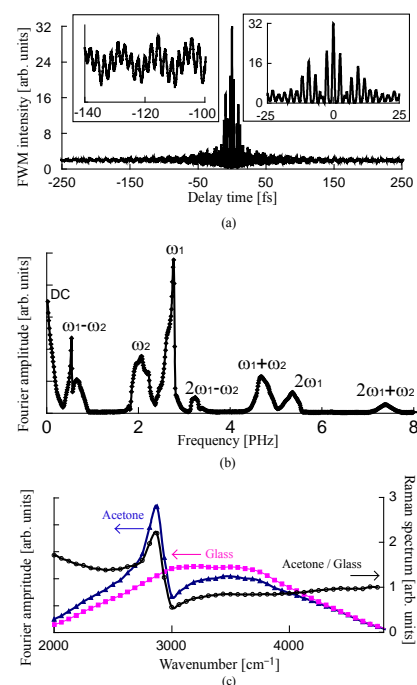 FWM intensity [arb. units]
32
24
16
8
0
-140
-120
-100
32
16
0
-25
0
25
-250
-150
-50
50
150
250
Delay time [fs]
(a)
Fourier amplitude [arb. units]
DC
ω1-ω2
ω2
ω1
2ω1-ω2
ω1+ω2
2ω1
2ω1+ω2
0
2
4
6
8
Frequency [PHz]
(b)
Fourier ampritude [arb. units]
Acetone
Glass
Acetone / Glass
3
2
1
0
Raman spectrum [arb. units]
2000
3000
4000
Wavenumber [cm⁻¹]
(c)